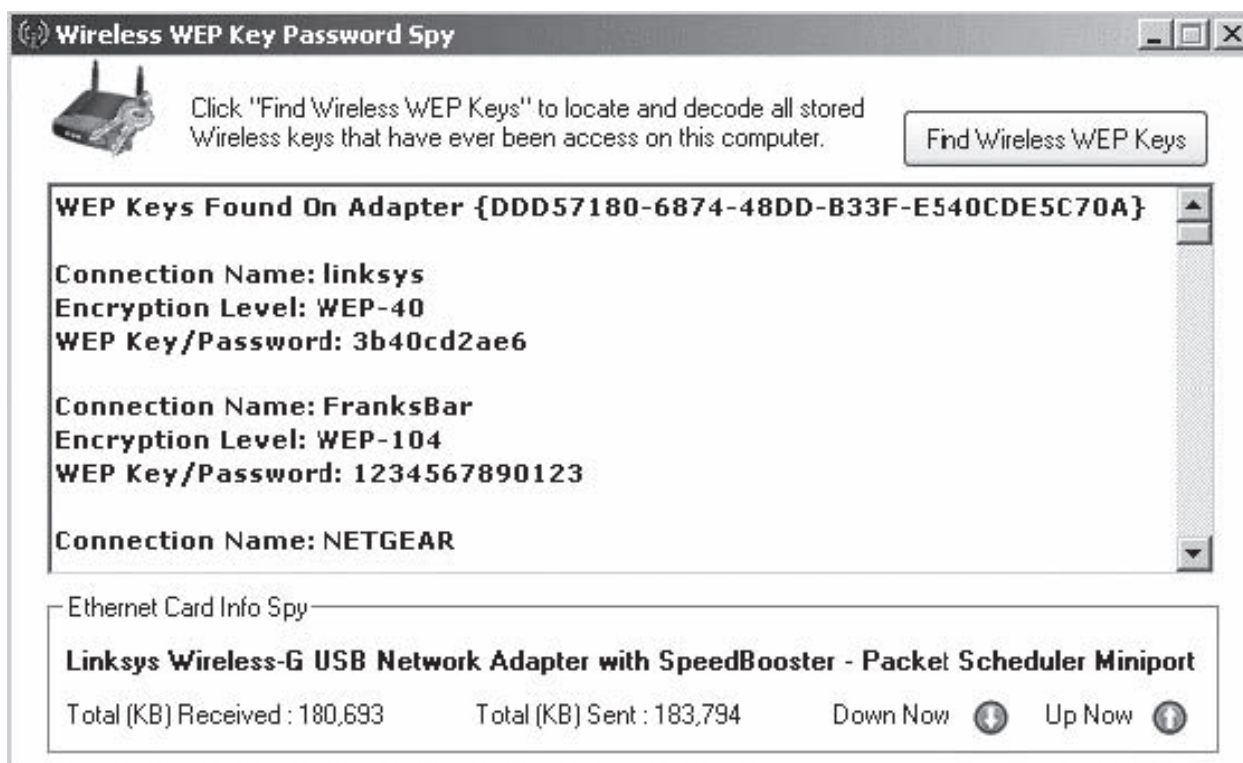 Wireless WEP Key Password Spy
Click "Find Wireless WEP Keys" to locate and decode all stored
Wireless keys that have ever been access on this computer.
Find Wireless WEP Keys
WEP Keys Found On Adapter {DDD57180-6874-48DD-B33F-E540CDE5C70A}
Connection Name: linksys
Encryption Level: WEP-40
WEP Key/Password: 3b40cd2ae6
Connection Name: FranksBar
Encryption Level: WEP-104
WEP Key/Password: 1234567890123
Connection Name: NETGEAR
Ethernet Card Info Spy
Linksys Wireless-G USB Network Adapter with SpeedBooster - Packet Scheduler Miniport
Total (KB) Received : 180,693 Total (KB) Sent : 183,794 Down Now Up Now